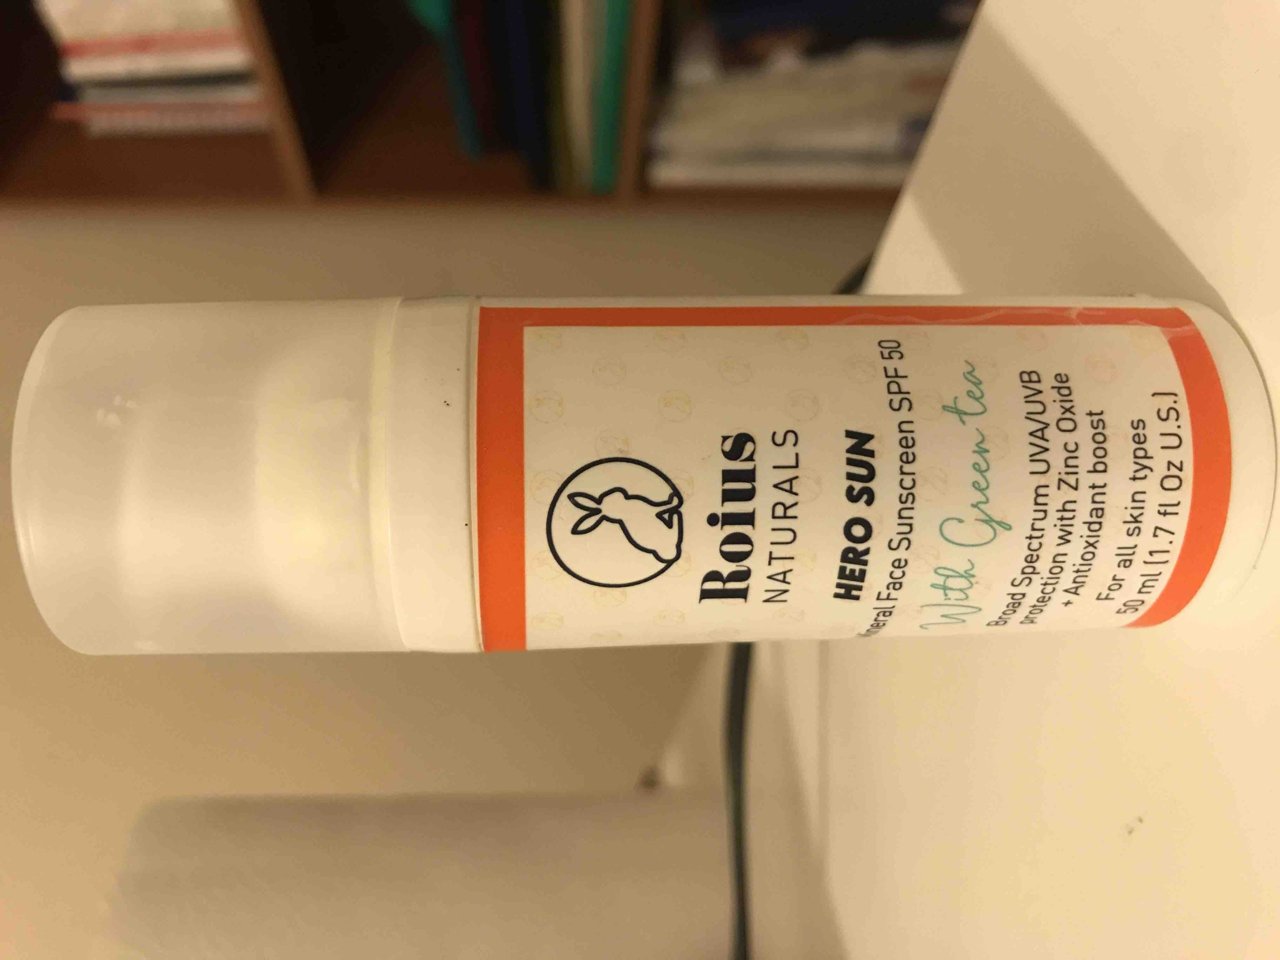 Roius
NATURALS
HERO SUN
Face Sunscreen SPF 50
With Green tea
Broad Spectrum UVA/UVB
protection with Zinc Oxide
+ Antioxidant boost
For all skin types
50 ml (1.7 fl Oz U.S.)